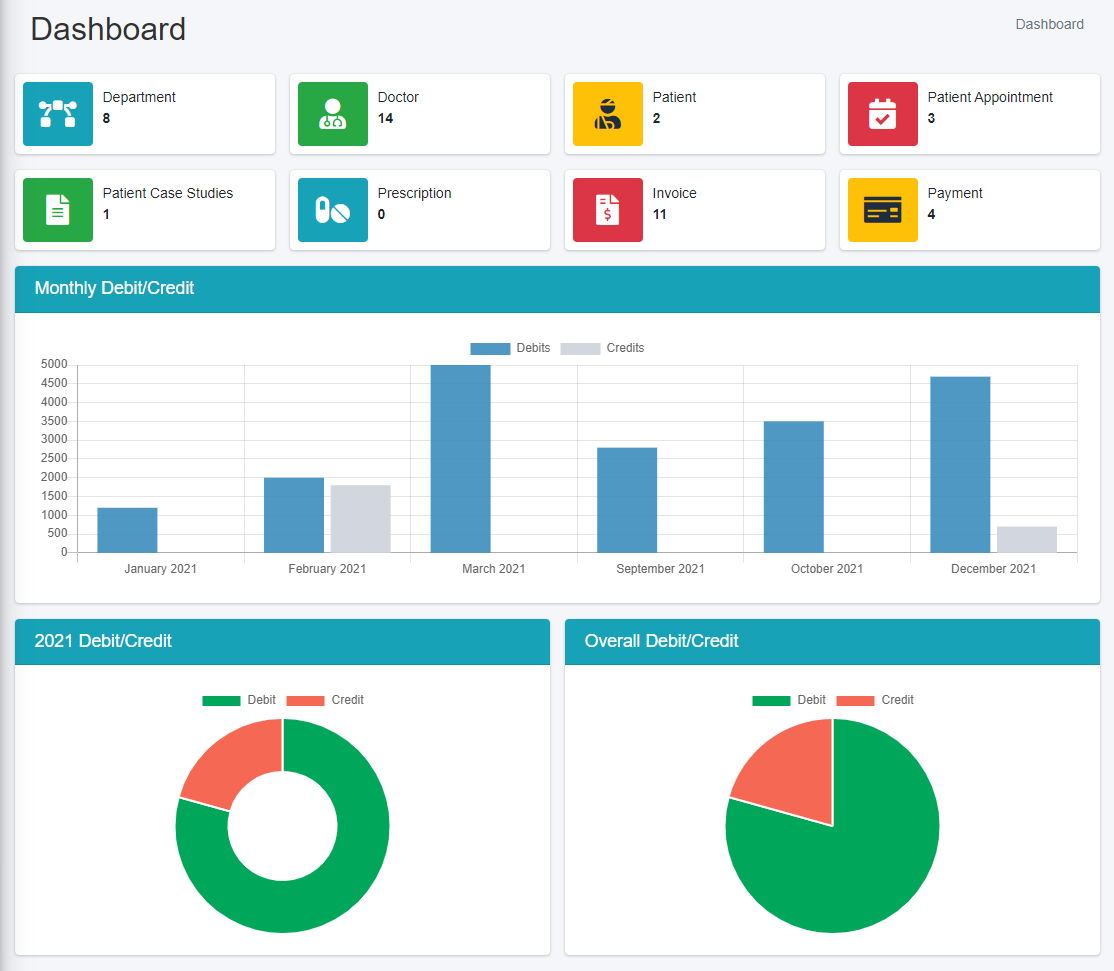 Dashboard
Dashboard
Department
8
Doctor
14
Patient
2
Patient Appointment
3
Patient Case Studies
1
Prescription
0
Invoice
11
Payment
4
Monthly Debit/Credit
Debits Credits
5000
4500
4000
3500
3000
2500
2000
1500
1000
500
0
January 2021 February 2021 March 2021 September 2021 October 2021 December 2021
2021 Debit/Credit
Debit Credit
Overall Debit/Credit
Debit Credit